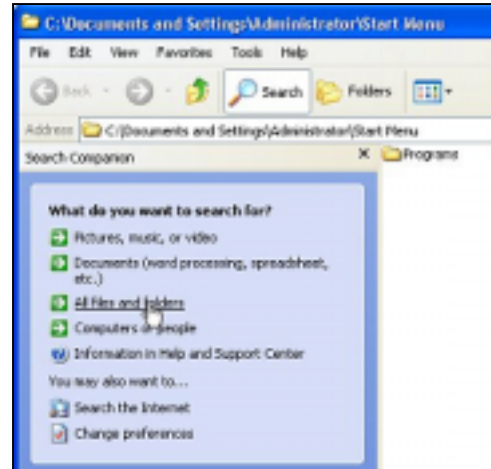 C:\Documents and Settings\Administrator\Start Menu
File Edit View Favorites Tools Help
Back Search Folders
Address C:\Documents and Settings\Administrator\Start Menu
Search Companion
Programs
What do you want to search for?
Pictures, music, or video
Documents (word processing, spreadsheet,
etc.)
All files and folders
Computers or people
Information in Help and Support Center
You may also want to...
Search the Internet
Change preferences